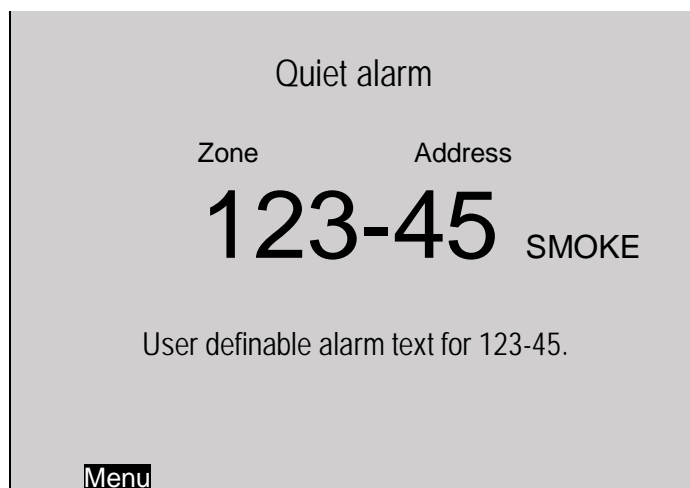 Quiet alarm
Zone Address
123-45 SMOKE
User definable alarm text for 123-45.
Menu